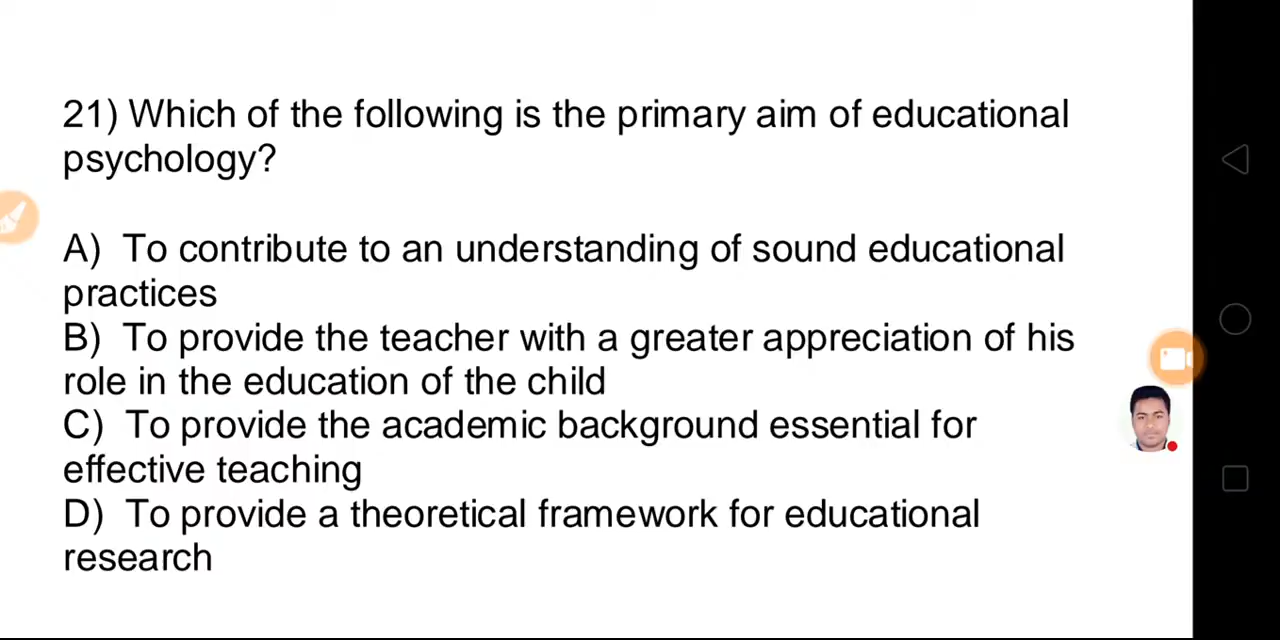 21) Which of the following is the primary aim of educational
psychology?
A) To contribute to an understanding of sound educational
practices
B) To provide the teacher with a greater appreciation of his
role in the education of the child
C) To provide the academic background essential for
effective teaching
D) To provide a theoretical framework for educational
research